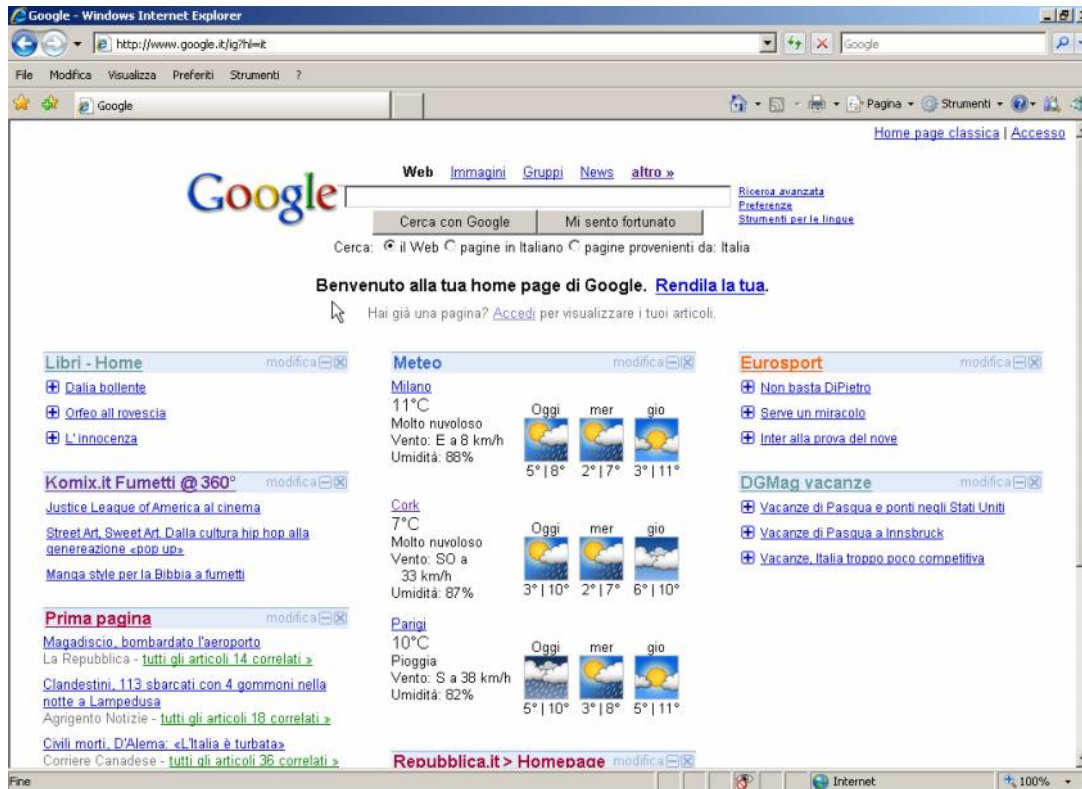 Google - Windows Internet Explorer
http://www.google.it/ig?hl=it
Google
File Modifica Visualizza Preferiti Strumenti ?
Google
Pagina Strumenti
Home page classica | Accesso
Google
Web Immagini Gruppi News altro »
Ricerca avanzata
Preferenze
Strumenti per le lingue
Cerca con Google Mi sento fortunato
Cerca: il Web pagine in Italiano pagine provenienti da: Italia
Benvenuto alla tua home page di Google. Rendila la tua.
Hai già una pagina? Accedi per visualizzare i tuoi articoli.
Libri - Home modifica
Dalia bollente
Orfeo all rovescia
L'innocenza
Komix.it Fumetti @ 360° modifica
Justice League of America al cinema
Street Art, Sweet Art. Dalla cultura hip hop alla
genereazione «pop up»
Manga style per la Bibbia a fumetti
Prima pagina modifica
Magadiscio, bombardato l'aeroporto
La Repubblica - tutti gli articoli 14 correlati »
Clandestini, 113 sbarcati con 4 gommoni nella
notte a Lampedusa
Agrigento Notizie - tutti gli articoli 18 correlati »
Civili morti, D'Alema: «L'Italia è turbata»
Corriere Canadese - tutti gli articoli 36 correlati »
Meteo modifica
Milano
11°C
Molto nuvoloso
Vento: E a 8 km/h
Umidità: 88%
Oggi mer gio
5° | 8° 2° | 7° 3° | 11°
Cork
7°C
Molto nuvoloso
Vento: SO a
33 km/h
Umidità: 87%
Oggi mer gio
3° | 10° 2° | 7° 6° | 10°
Parigi
10°C
Pioggia
Vento: S a 38 km/h
Umidità: 82%
Oggi mer gio
5° | 10° 3° | 8° 5° | 11°
Repubblica.it > Homepage modifica
Eurosport modifica
Non basta DiPietro
Serve un miracolo
Inter alla prova del nove
DGMag vacanze modifica
Vacanze di Pasqua e ponti negli Stati Uniti
Vacanze di Pasqua a Innsbruck
Vacanze, Italia troppo poco competitiva
Fine Internet 100%